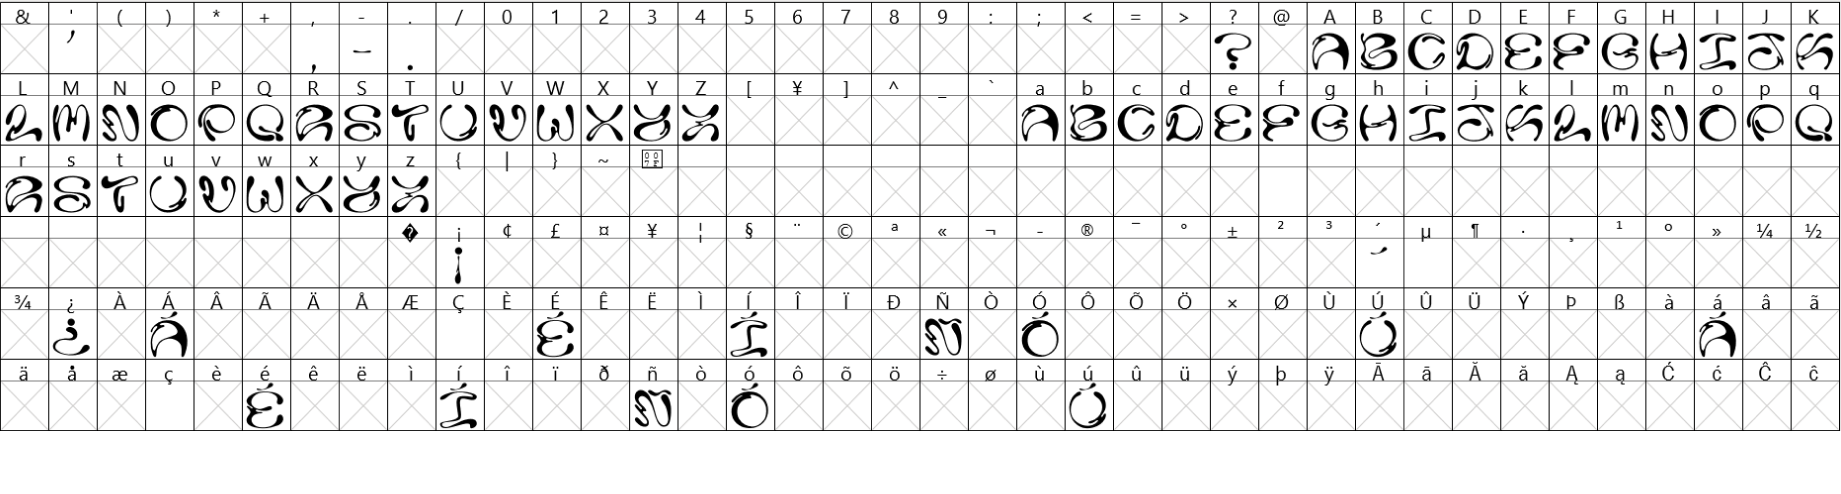 & ' ( ) * + , - . / 0 1 2 3 4 5 6 7 8 9 : ; < = > ? @ A B C D E F G H I J K
' , - . ? A B C D E F G H I J K
L M N O P Q R S T U V W X Y Z [ ¥ ] ^ _ ` a b c d e f g h i j k l m n o p q
L M N O P Q R S T U V W X Y Z A B C D E F G H I J K L M N O P Q
r s t u v w x y z { | } ~ 007F
R S T U V W X Y Z
� ¡ ¢ £ ¤ ¥ ¦ § ¨ © ª « ¬ - ® ¯ ° ± ² ³ ´ µ ¶ · ¸ ¹ º » ¼ ½
¡ ´
¾ ¿ À Á Â Ã Ä Å Æ Ç È É Ê Ë Ì Í Î Ï Ð Ñ Ò Ó Ô Õ Ö × Ø Ù Ú Û Ü Ý Þ ß à á â ã
¿ Á É Í Ñ Ó Ú Á
ä å æ ç è é ê ë ì í î ï ð ñ ò ó ô õ ö ÷ ø ù ú û ü ý þ ÿ Ā ā Ă ă Ą ą Ć ć Ĉ ĉ
É Í Ñ Ó Ú